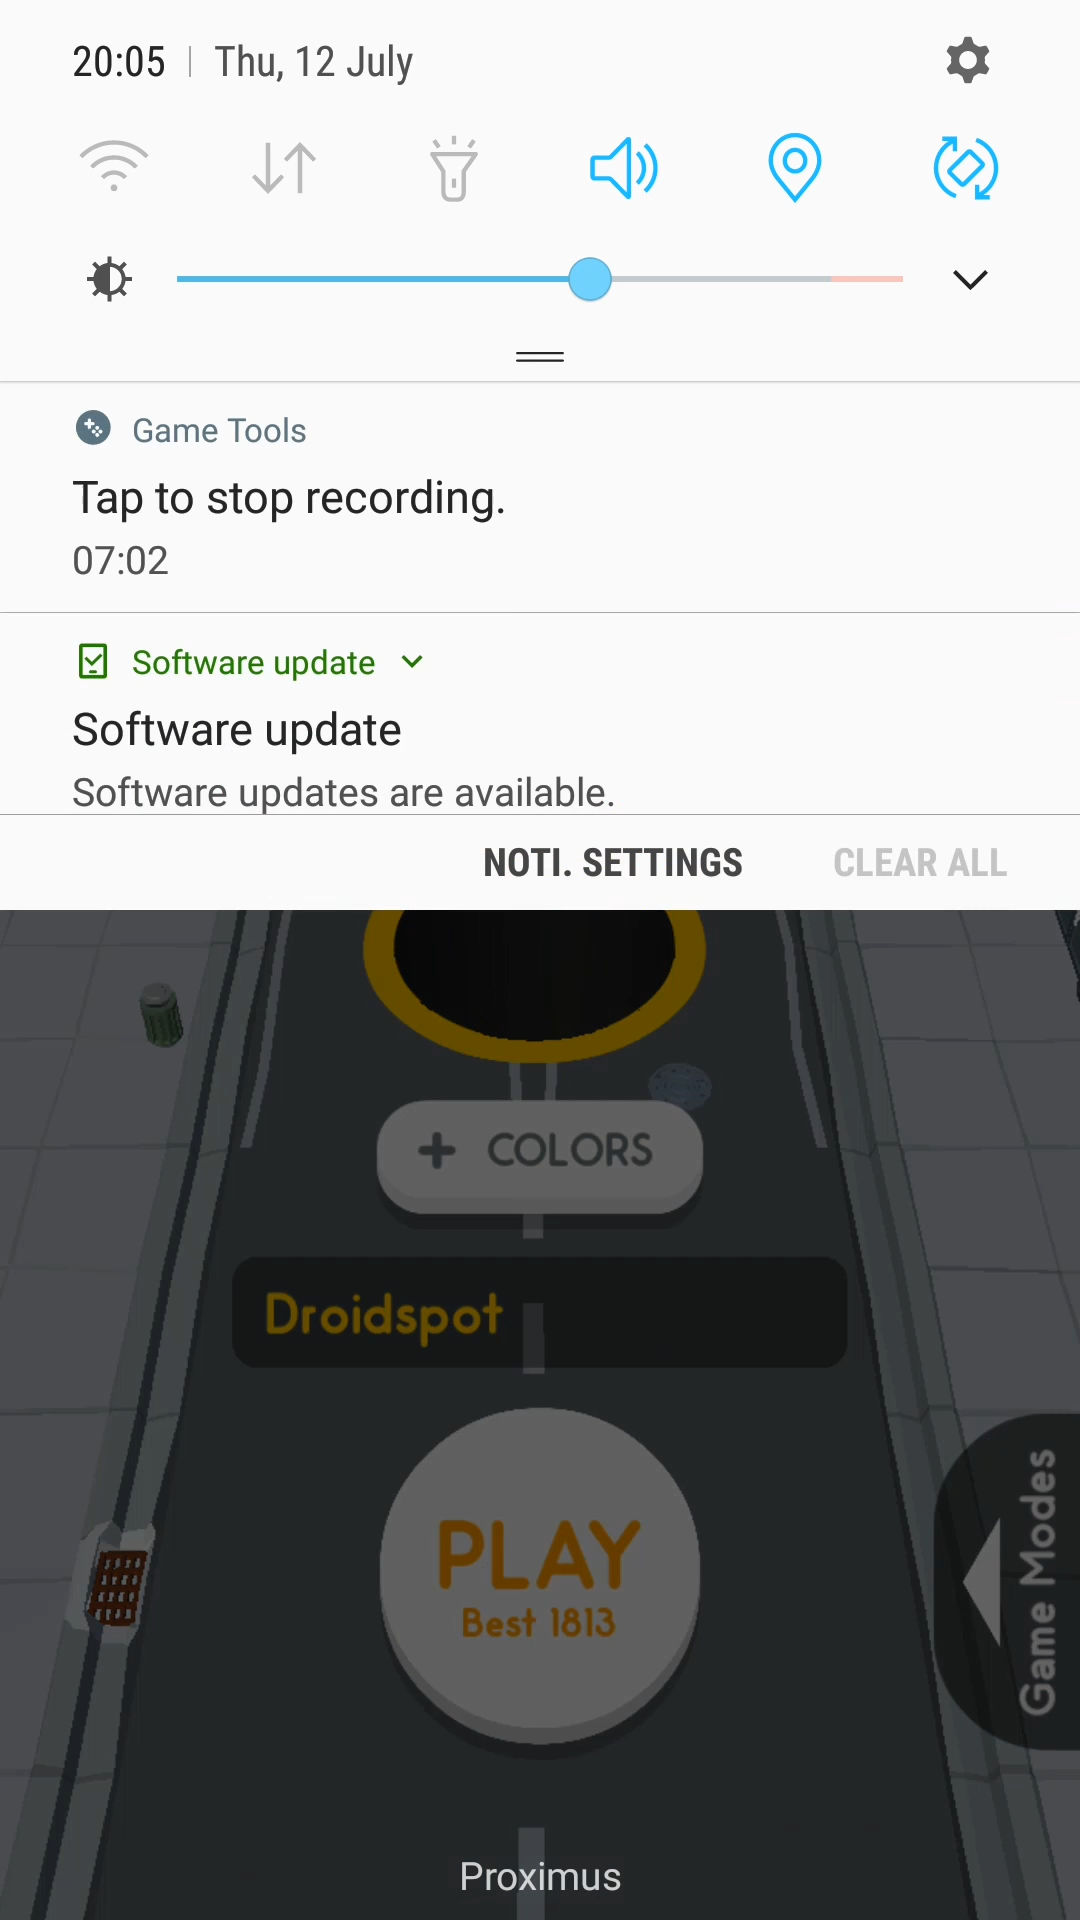 20:05 | Thu, 12 July
Game Tools
Tap to stop recording.
07:02
Software update
Software update
Software updates are available.
NOTI. SETTINGS CLEAR ALL
+ COLORS
Droidspot
PLAY
Best 1813
Game Modes
Proximus